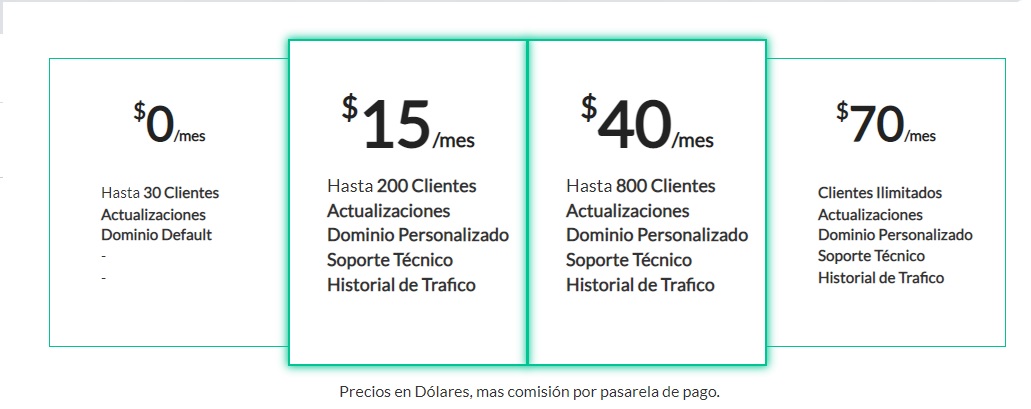 $0/mes
Hasta 30 Clientes
Actualizaciones
Dominio Default
-
-
$15/mes
Hasta 200 Clientes
Actualizaciones
Dominio Personalizado
Soporte Técnico
Historial de Trafico
$40/mes
Hasta 800 Clientes
Actualizaciones
Dominio Personalizado
Soporte Técnico
Historial de Trafico
$70/mes
Clientes Ilimitados
Actualizaciones
Dominio Personalizado
Soporte Técnico
Historial de Trafico
Precios en Dólares, mas comisión por pasarela de pago.